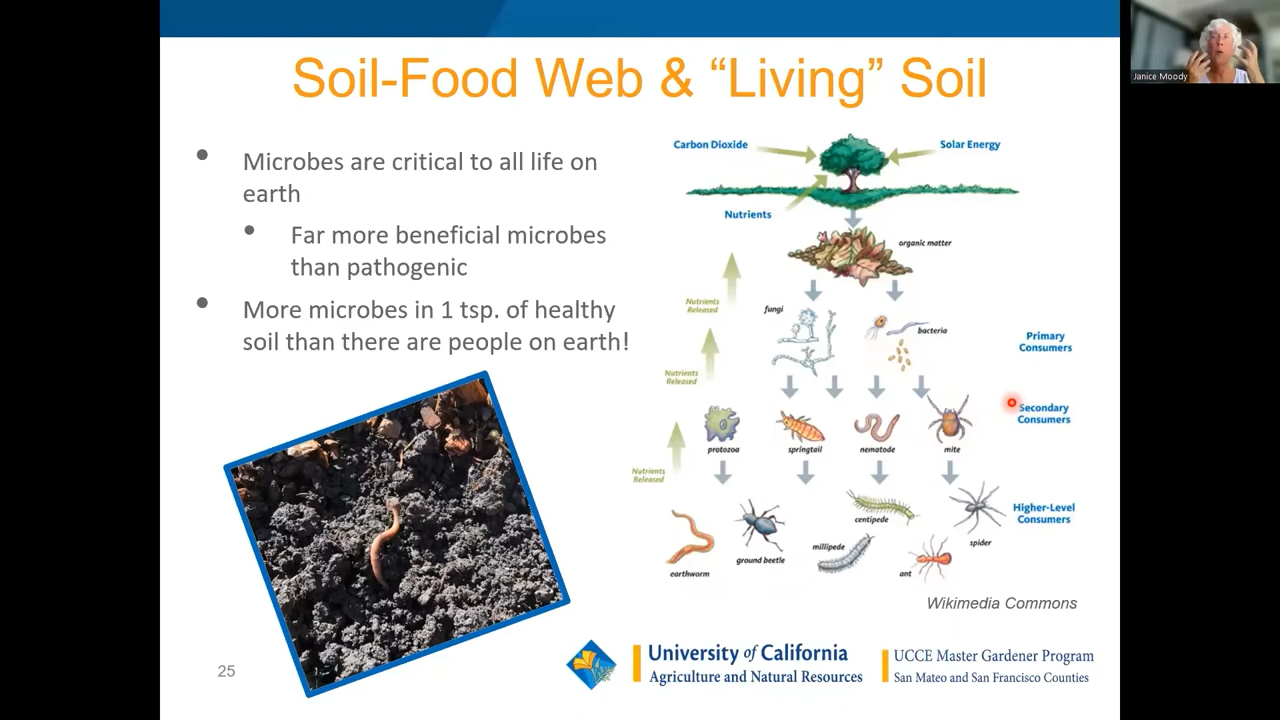 Soil-Food Web & “Living” Soil
Janice Moody
Microbes are critical to all life on
earth
Far more beneficial microbes
than pathogenic
More microbes in 1 tsp. of healthy
soil than there are people on earth!
Carbon Dioxide
Solar Energy
Nutrients
organic matter
Nutrients
Released
fungi
bacteria
Primary
Consumers
Nutrients
Released
Secondary
Consumers
protozoa
springtail
nematode
mite
Nutrients
Released
Higher-Level
Consumers
centipede
spider
ground beetle
millipede
earthworm
ant
Wikimedia Commons
25
University of California
Agriculture and Natural Resources
UCCE Master Gardener Program
San Mateo and San Francisco Counties